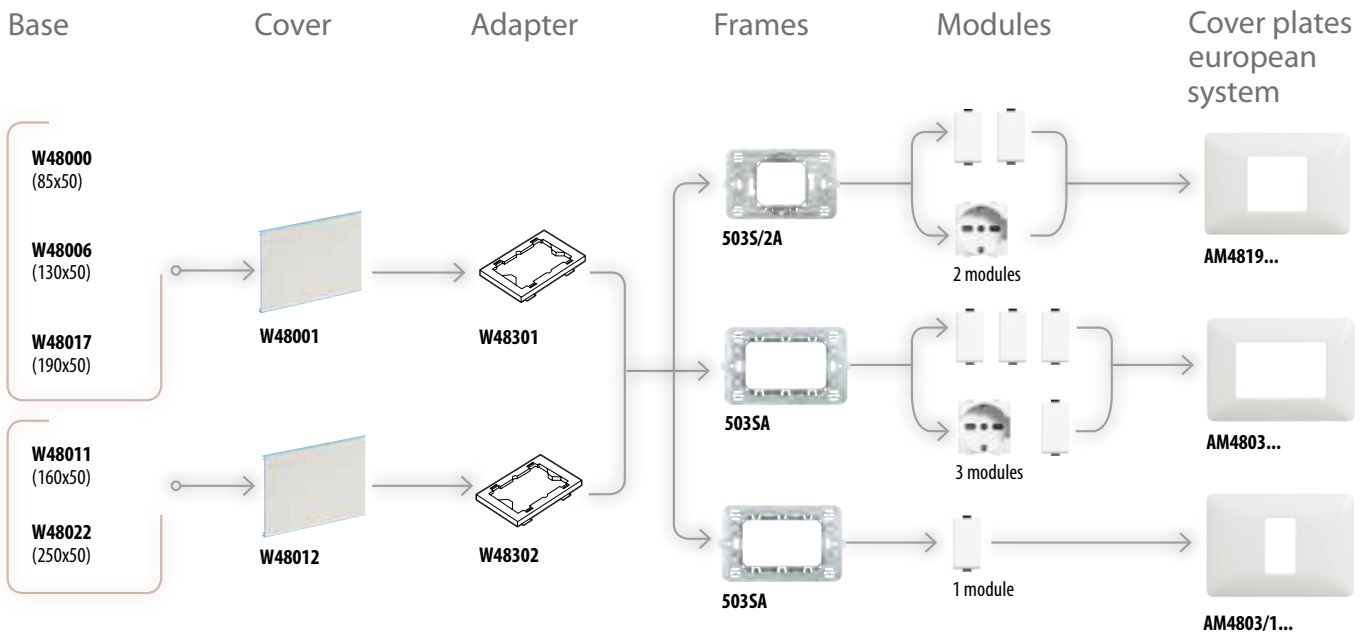 Base
Cover
Adapter
Frames
Modules
Cover plates
european
system
W48000
(85x50)
W48006
(130x50)
W48017
(190x50)
W48001
W48301
503S/2A
2 modules
AM4819...
503SA
3 modules
AM4803...
W48011
(160x50)
W48022
(250x50)
W48012
W48302
503SA
1 module
AM4803/1...